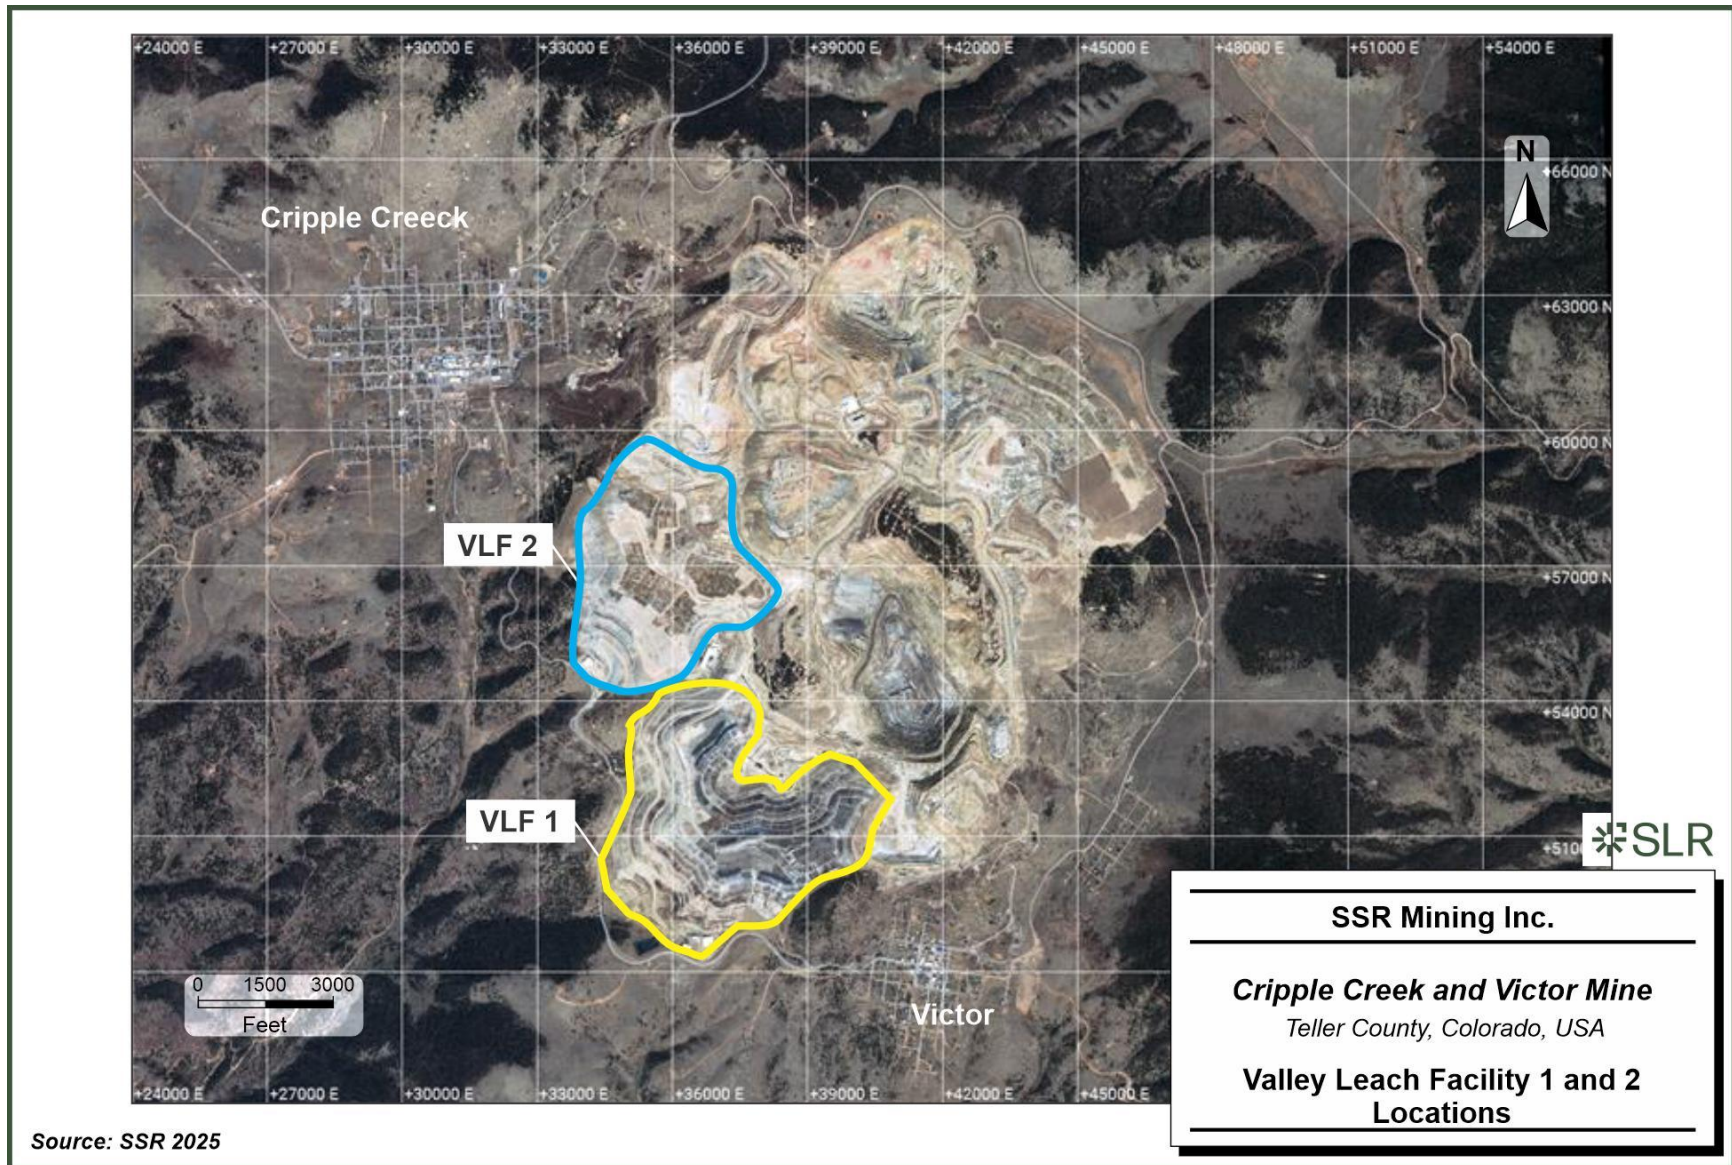 +24000 E +27000 E +30000 E +33000 E +36000 E +39000 E +42000 E +45000 E +48000 E +51000 E +54000 E
N
+66000 N
Cripple Creeck
+63000 N
+60000 N
VLF 2
+57000 N
+54000 N
VLF 1
+510
SLR
SSR Mining Inc.
Cripple Creek and Victor Mine
Teller County, Colorado, USA
Valley Leach Facility 1 and 2
Locations
0 1500 3000
Feet
Victor
+24000 E +27000 E +30000 E +33000 E +36000 E +39000 E +42000 E +45000 E
Source: SSR 2025